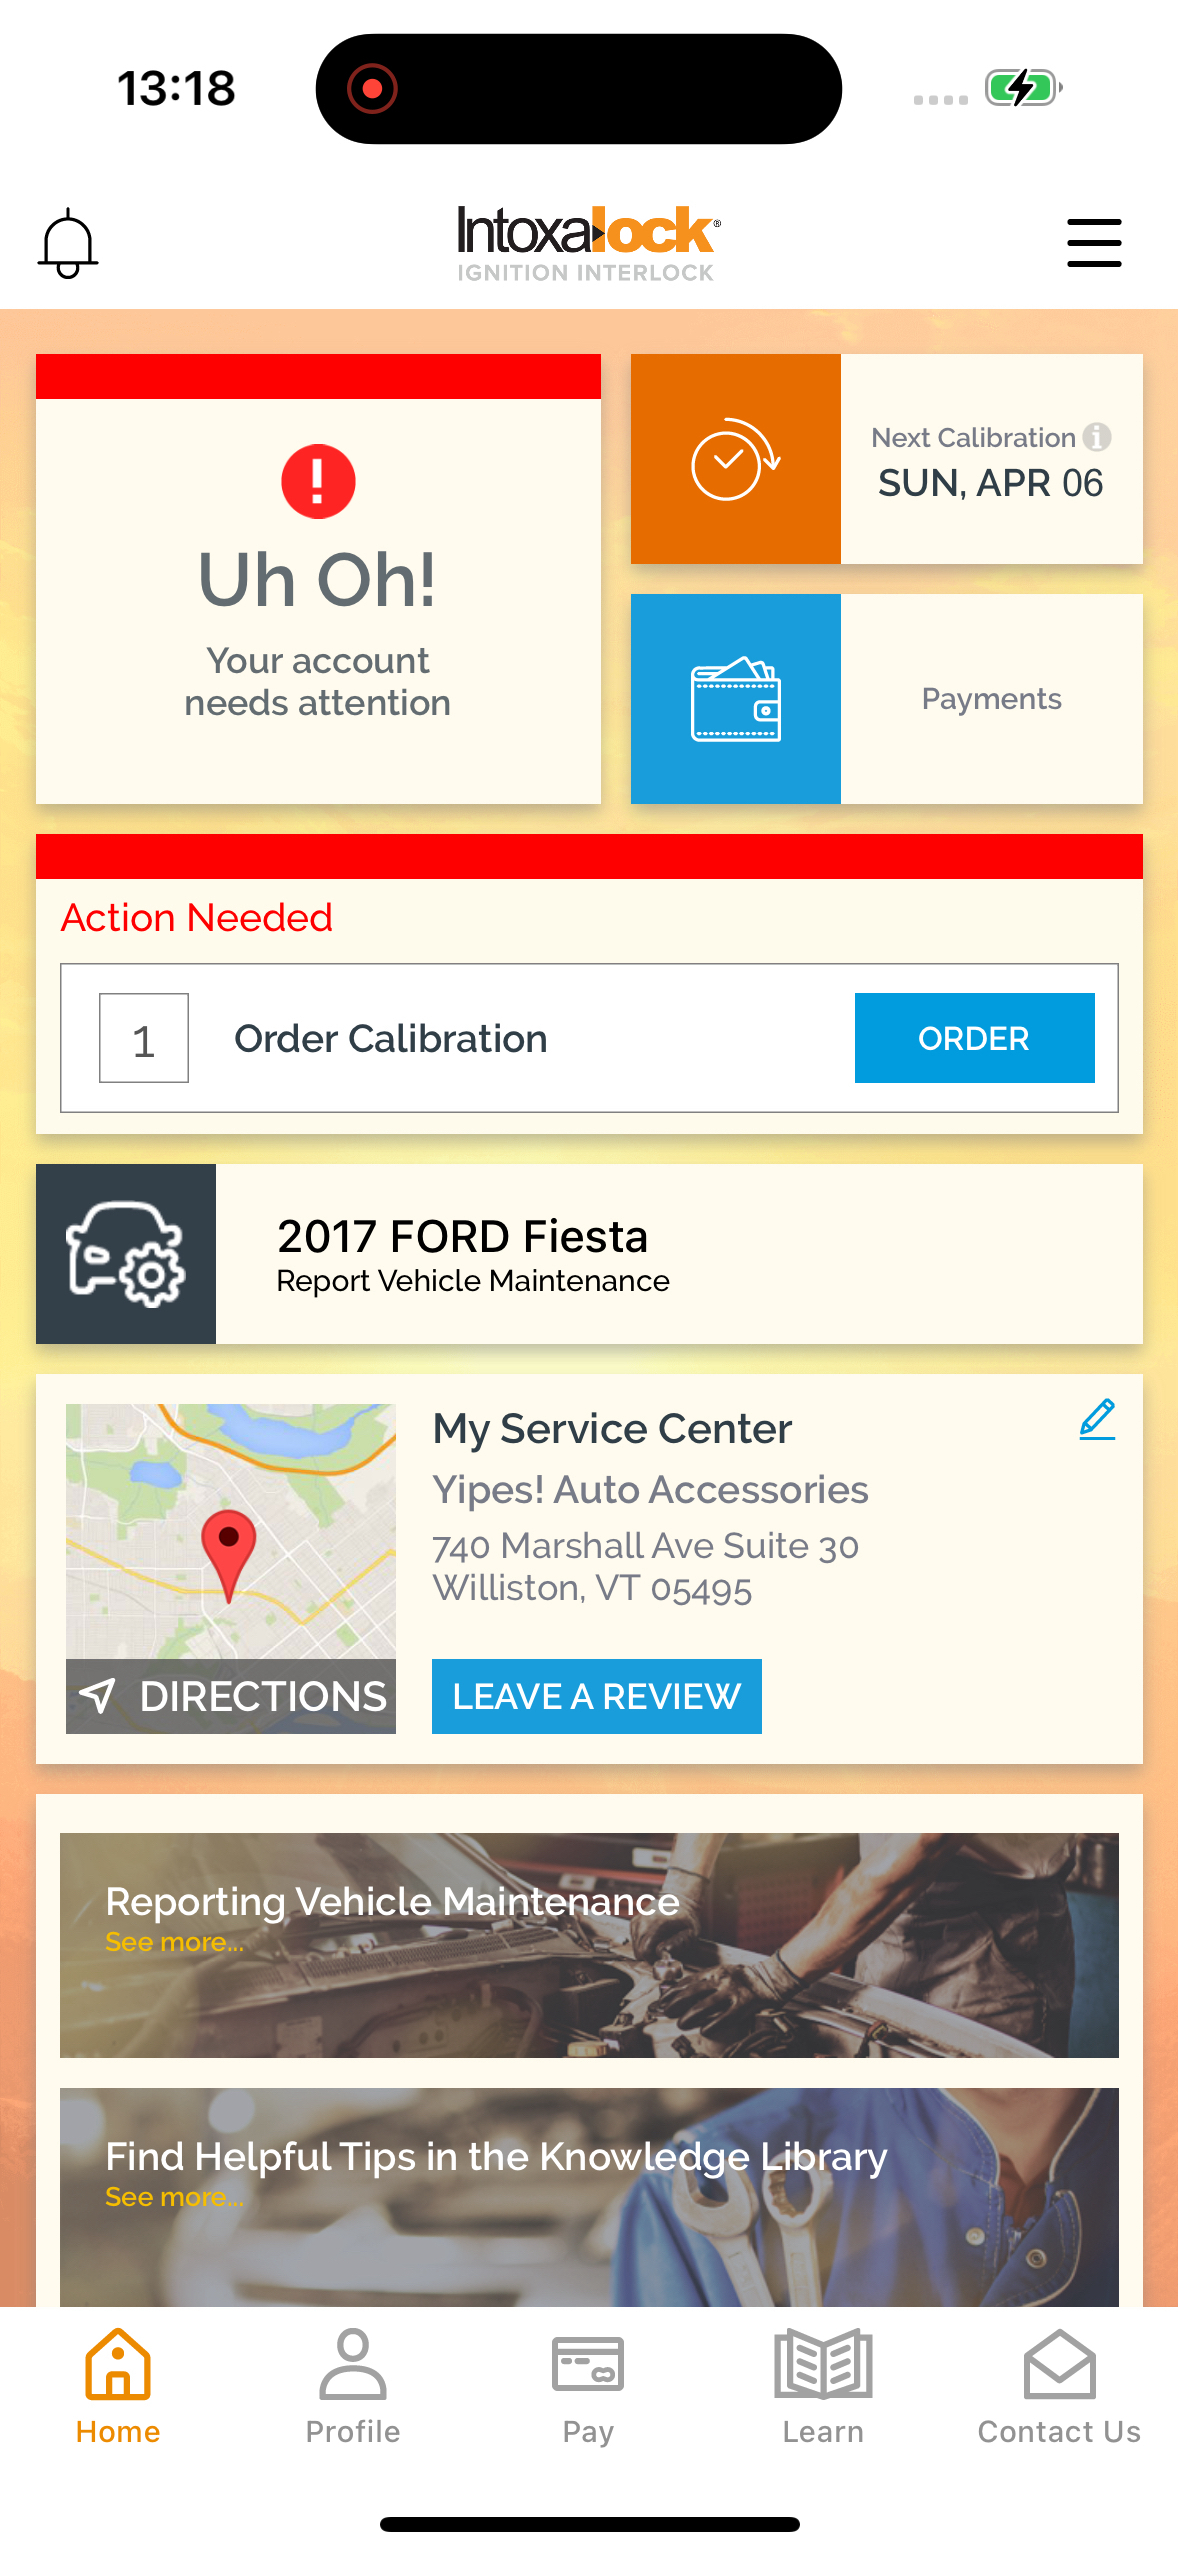 13:18
Intoxalock®
IGNITION INTERLOCK
Uh Oh!
Your account
needs attention
Next Calibration
SUN, APR 06
Payments
Action Needed
1
Order Calibration
ORDER
2017 FORD Fiesta
Report Vehicle Maintenance
My Service Center
Yipes! Auto Accessories
740 Marshall Ave Suite 30
Williston, VT 05495
DIRECTIONS
LEAVE A REVIEW
Reporting Vehicle Maintenance
See more...
Find Helpful Tips in the Knowledge Library
See more...
Home
Profile
Pay
Learn
Contact Us